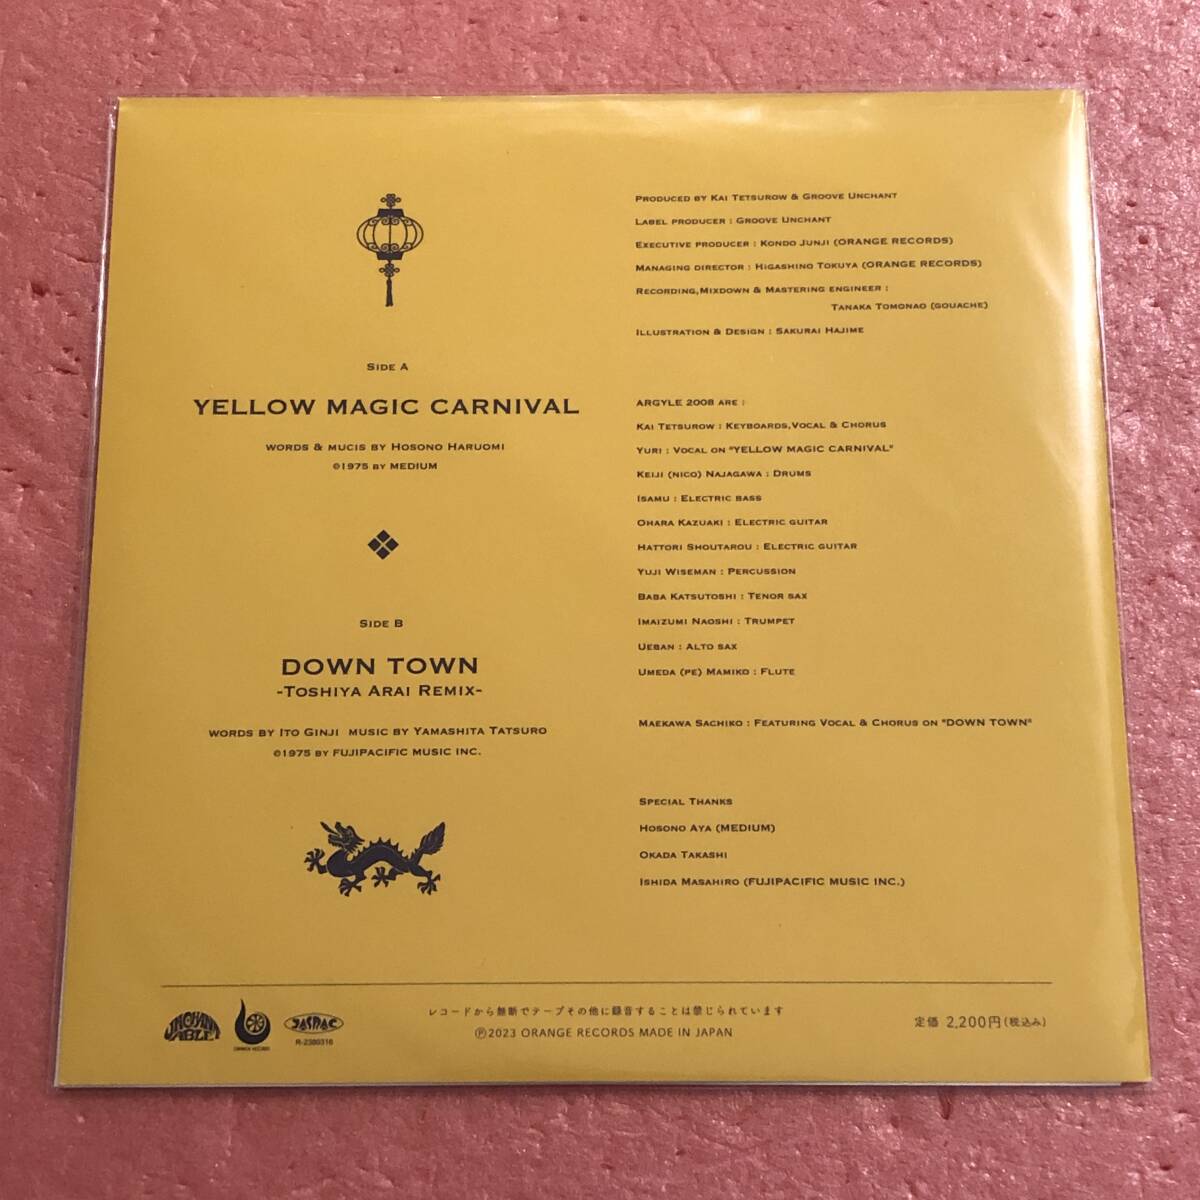 SIDE A
YELLOW MAGIC CARNIVAL
WORDS & MUCIS BY HOSONO HARUOMI
©1975 BY MEDIUM
SIDE B
DOWN TOWN
-TOSHIYA ARAI REMIX-
WORDS BY ITO GINJI MUSIC BY YAMASHITA TATSURO
©1975 BY FUJIPACIFIC MUSIC INC.
PRODUCED BY KAI TETSUROW & GROOVE UNCHANT
LABEL PRODUCER : GROOVE UNCHANT
EXECUTIVE PRODUCER : KONDO JUNJI (ORANGE RECORDS)
MANAGING DIRECTOR : HIGASHINO TOKUYA (ORANGE RECORDS)
RECORDING,MIXDOWN & MASTERING ENGINEER :
TANAKA TOMONAO (GOUACHE)
ILLUSTRATION & DESIGN : SAKURAI HAJIME
ARGYLE 2008 ARE :
KAI TETSUROW : KEYBOARDS,VOCAL & CHORUS
YURI : VOCAL ON "YELLOW MAGIC CARNIVAL"
KEIJI (NICO) NAJAGAWA : DRUMS
ISAMU : ELECTRIC BASS
OHARA KAZUAKI : ELECTRIC GUITAR
HATTORI SHOUTAROU : ELECTRIC GUITAR
YUJI WISEMAN : PERCUSSION
BABA KATSUTOSHI : TENOR SAX
IMAIZUMI NAOSHI : TRUMPET
UEBAN : ALTO SAX
UMEDA (PE) MAMIKO : FLUTE
MAEKAWA SACHIKO : FEATURING VOCAL & CHORUS ON "DOWN TOWN"
SPECIAL THANKS
HOSONO AYA (MEDIUM)
OKADA TAKASHI
ISHIDA MASAHIRO (FUJIPACIFIC MUSIC INC.)
UNCHANTABLE!
ORANGE RECORDS
JASRAC
R-2380316
レコードから無断でテープその他に録音することは禁じられています
Ⓟ2023 ORANGE RECORDS MADE IN JAPAN
定価 2,200円(税込み)